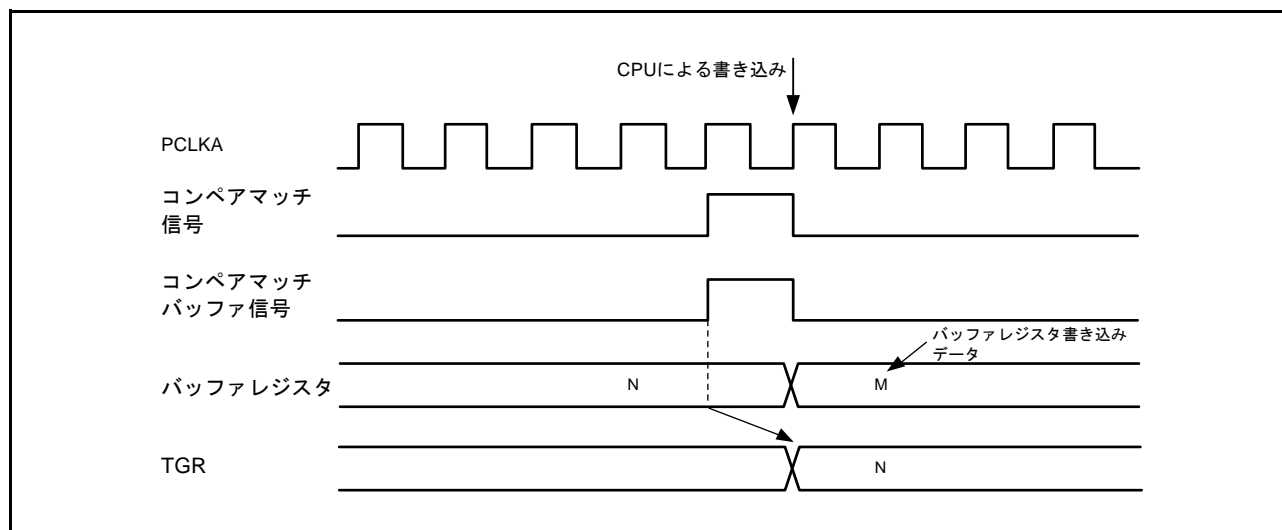 CPUによる書き込み
PCLKA
コンペアマッチ
信号
コンペアマッチ
バッファ信号
バッファレジスタ書き込み
データ
バッファレジスタ
N
M
TGR
N